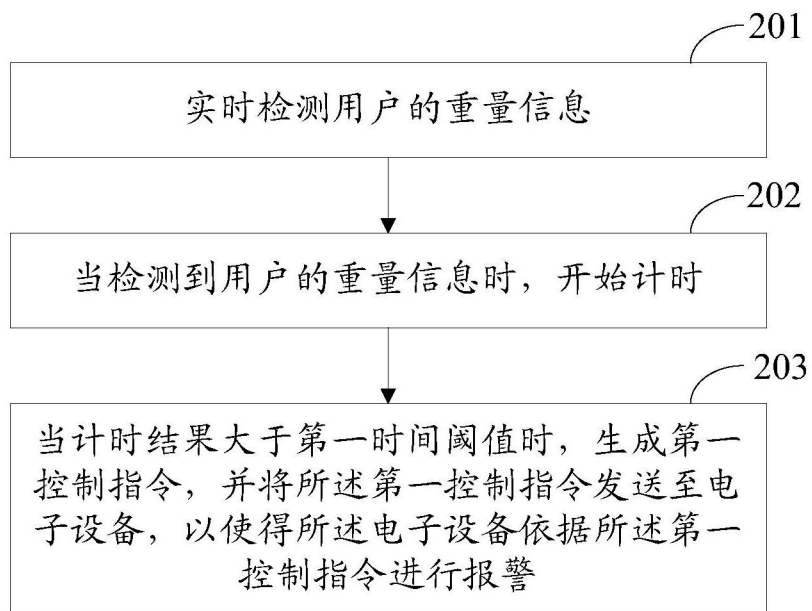 201
实时检测用户的重量信息
202
当检测到用户的重量信息时，开始计时
203
当计时结果大于第一时间阈值时，生成第一
控制指令，并将所述第一控制指令发送至电
子设备，以使得所述电子设备依据所述第一
控制指令进行报警